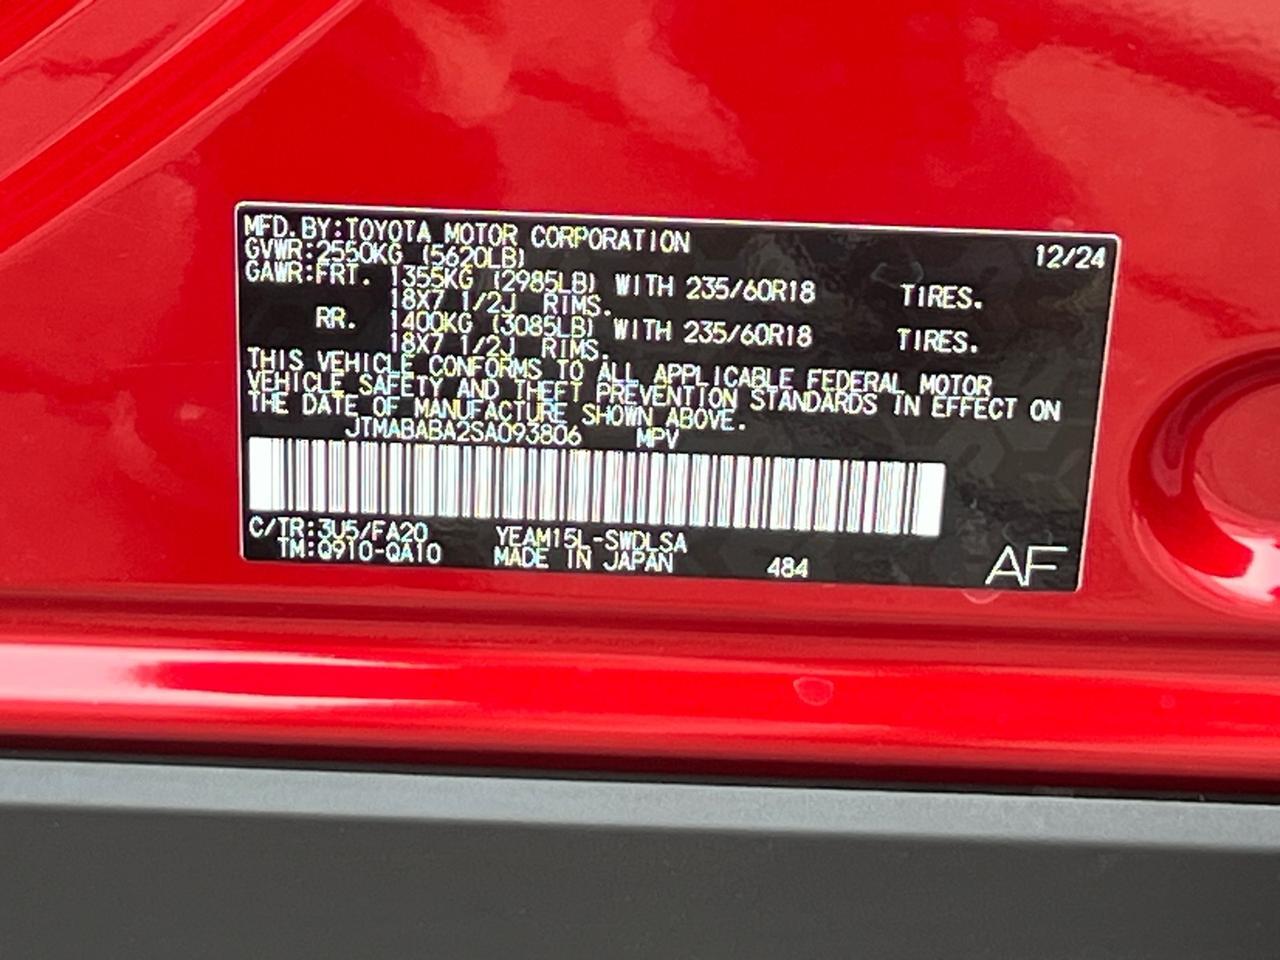 MFD.BY:TOYOTA MOTOR CORPORATION 12/24
GVWR:2550KG (5620LB)
GAWR:FRT. 1355KG (2985LB) WITH 235/60R18 TIRES.
18X7 1/2J RIMS.
RR. 1400KG (3085LB) WITH 235/60R18 TIRES.
18X7 1/2J RIMS.
THIS VEHICLE CONFORMS TO ALL APPLICABLE FEDERAL MOTOR
VEHICLE SAFETY AND THEFT PREVENTION STANDARDS IN EFFECT ON
THE DATE OF MANUFACTURE SHOWN ABOVE.
JTMABABA2SA093806 MPV
C/TR:3U5/FA20 YEAM15L-SWDLSA
TM:Q910-QA10 MADE IN JAPAN 484 AF